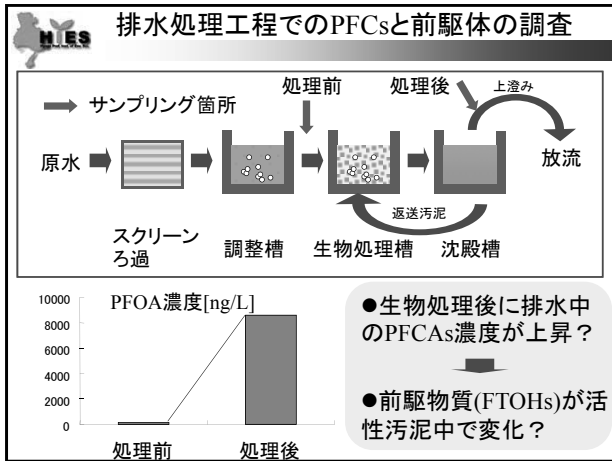 HIES
排水処理工程でのPFCsと前駆体の調査
サンプリング箇所
処理前
処理後
上澄み
原水
放流
返送汚泥
スクリーン
ろ過
調整槽
生物処理槽
沈殿槽
PFOA濃度[ng/L]
10000
8000
6000
4000
2000
0
処理前
処理後
●生物処理後に排水中
のPFCAs濃度が上昇？
●前駆物質(FTOHs)が活
性汚泥中で変化？